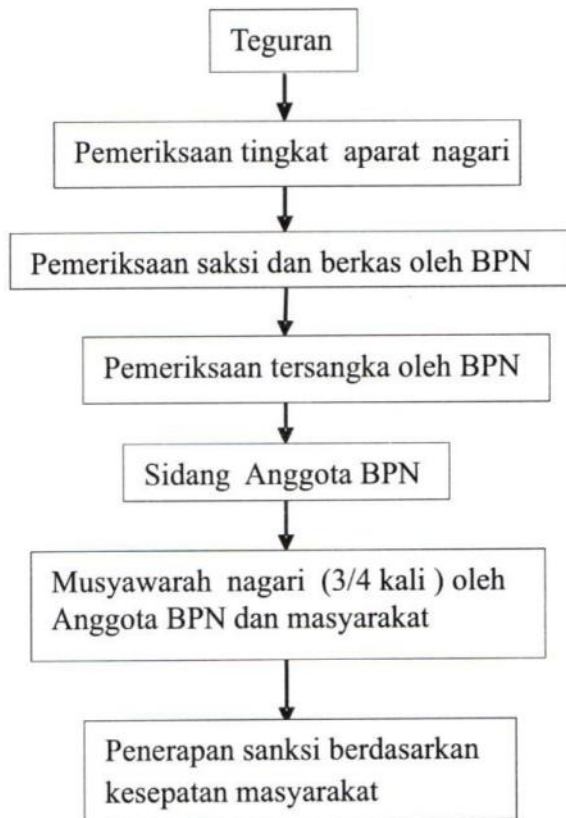 Teguran
Pemeriksaan tingkat aparat nagari
Pemeriksaan saksi dan berkas oleh BPN
Pemeriksaan tersangka oleh BPN
Sidang Anggota BPN
Musyawarah nagari (3/4 kali ) oleh
Anggota BPN dan masyarakat
Penerapan sanksi berdasarkan
kesepatan masyarakat